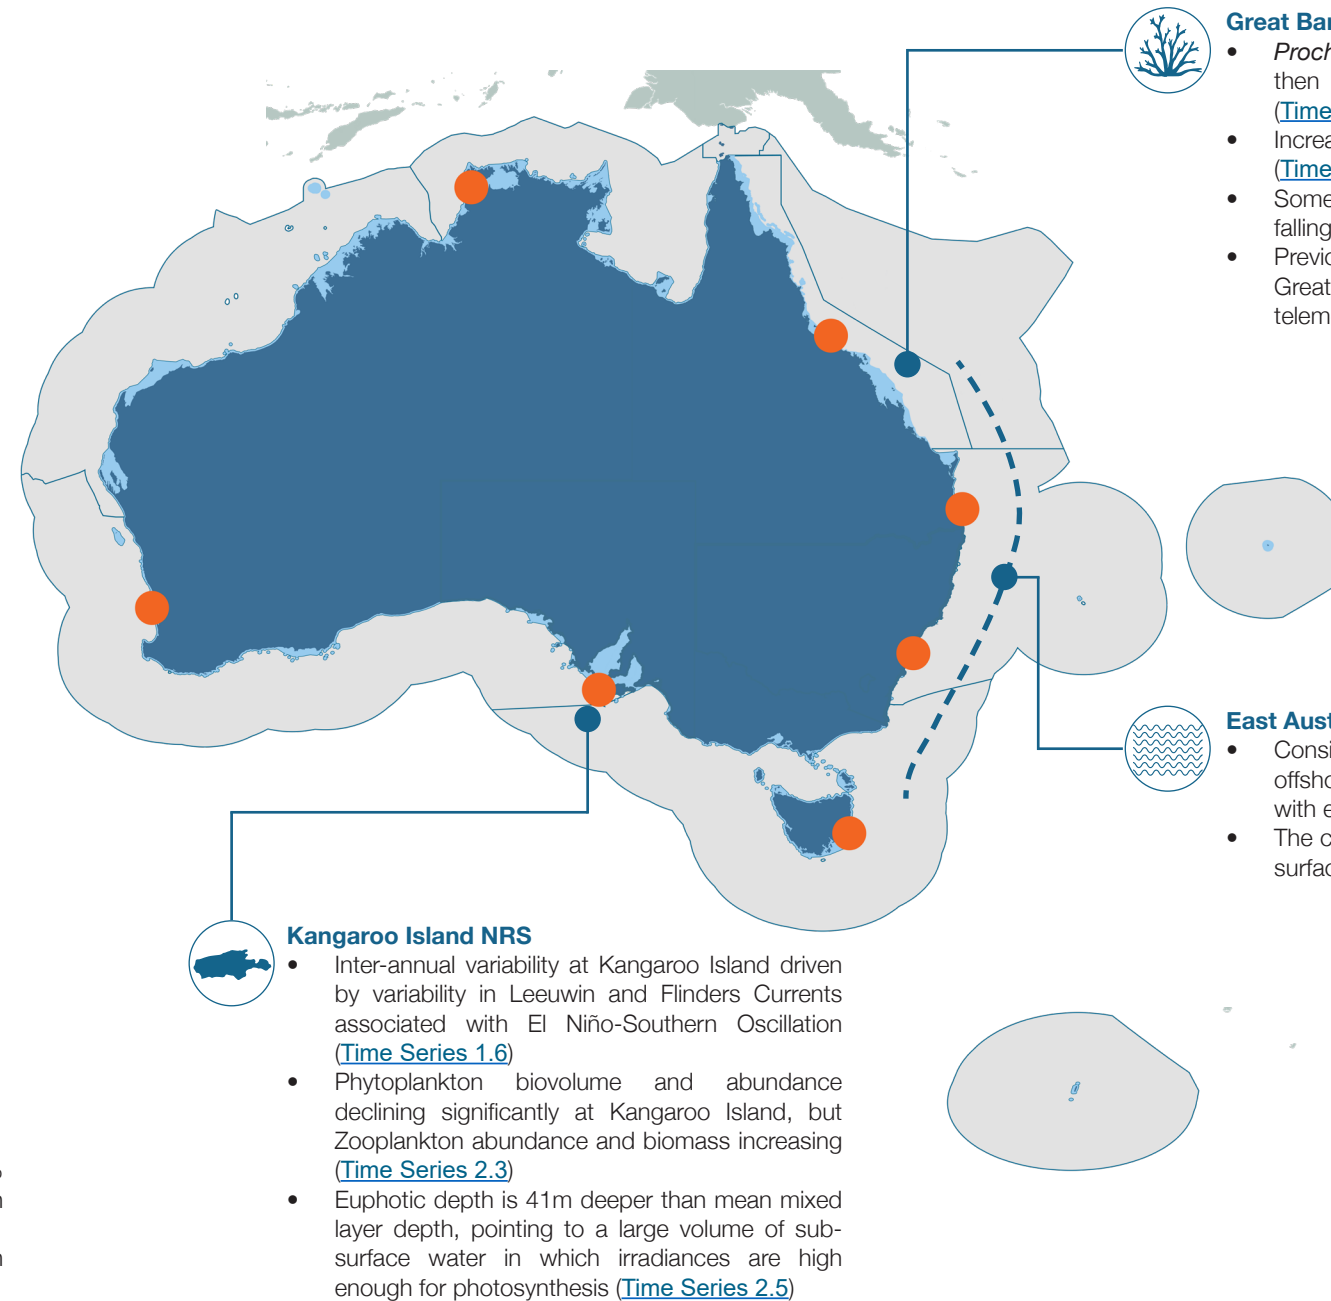 Great Bar
• Proch
then
(Time
• Increa
(Time
• Some
falling
• Previo
Great
telem
East Aust
• Consi
offsho
with e
• The o
surfac
Kangaroo Island NRS
• Inter-annual variability at Kangaroo Island driven
by variability in Leeuwin and Flinders Currents
associated with El Niño-Southern Oscillation
(Time Series 1.6)
• Phytoplankton biovolume and abundance
declining significantly at Kangaroo Island, but
Zooplankton abundance and biomass increasing
(Time Series 2.3)
• Euphotic depth is 41m deeper than mean mixed
layer depth, pointing to a large volume of sub-
surface water in which irradiances are high
enough for photosynthesis (Time Series 2.5)